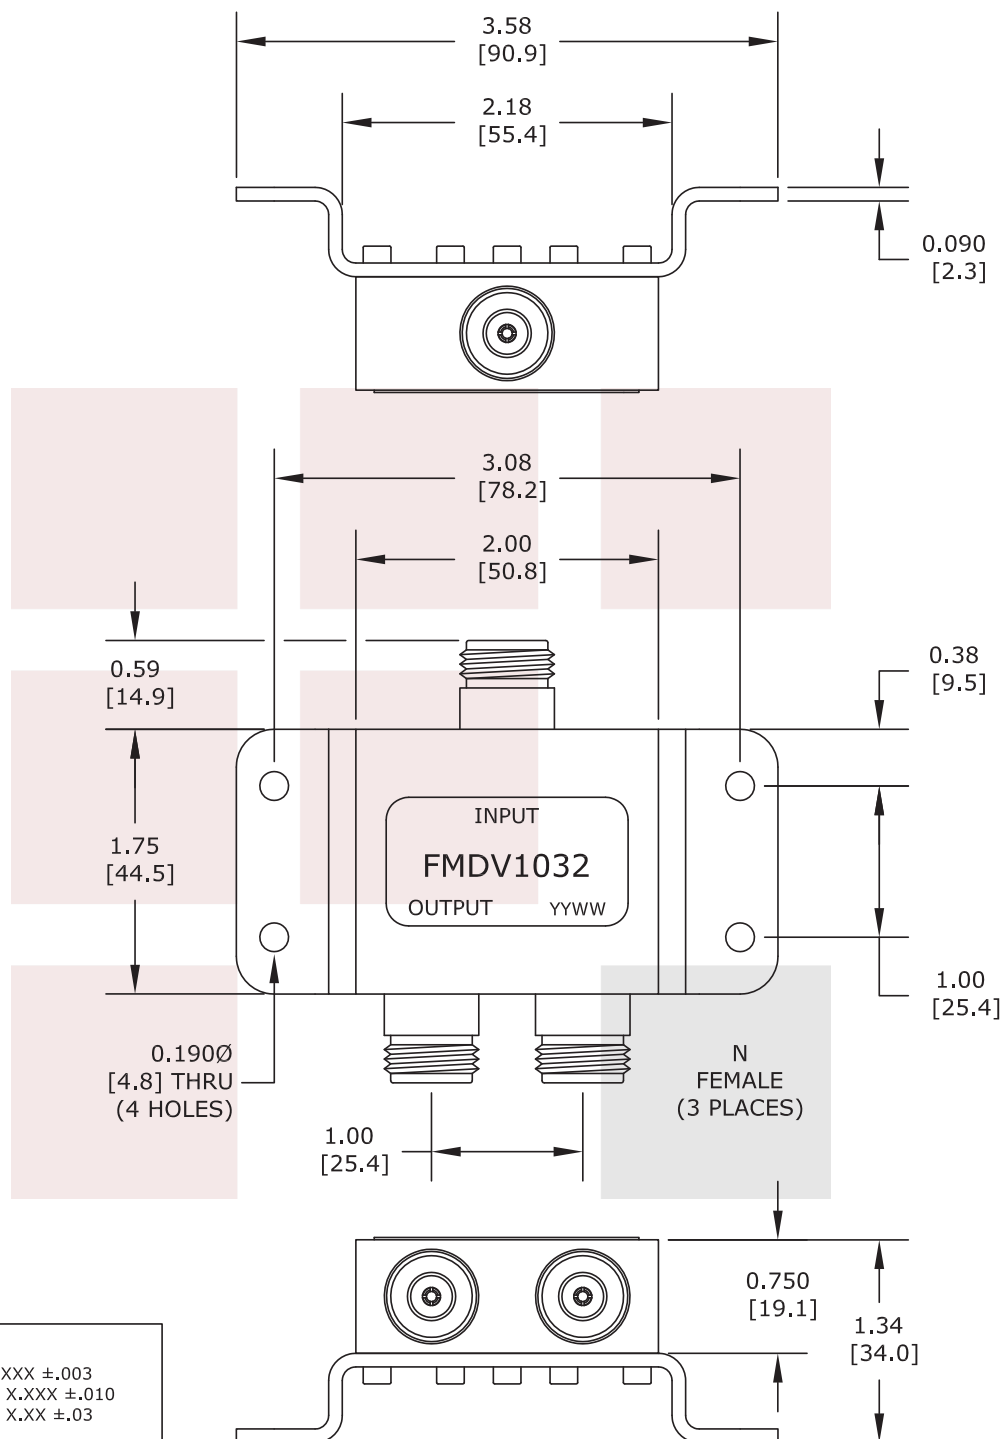 3.58
[90.9]
2.18
[55.4]
0.090
[2.3]
3.08
[78.2]
2.00
[50.8]
0.59
[14.9]
0.38
[9.5]
1.75
[44.5]
INPUT
FMDV1032
OUTPUT YYWW
1.00
[25.4]
0.190Ø
[4.8] THRU
(4 HOLES)
N
FEMALE
(3 PLACES)
1.00
[25.4]
0.750
[19.1]
1.34
[34.0]
XXX ±.003
X.XXX ±.010
X.XX ±.03